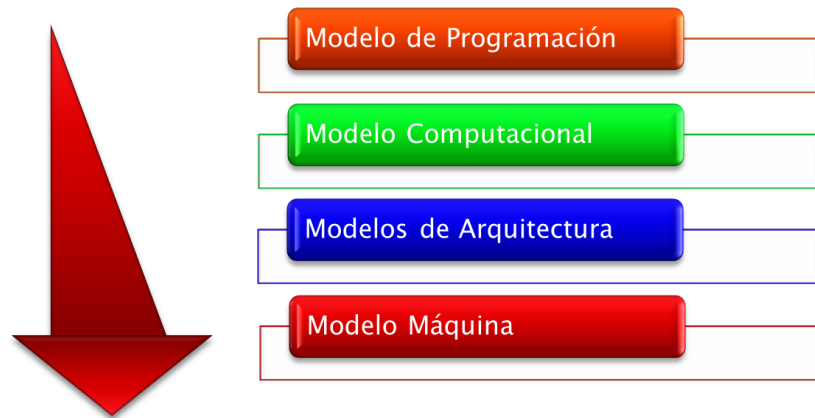 Modelo de Programación
Modelo Computacional
Modelos de Arquitectura
Modelo Máquina